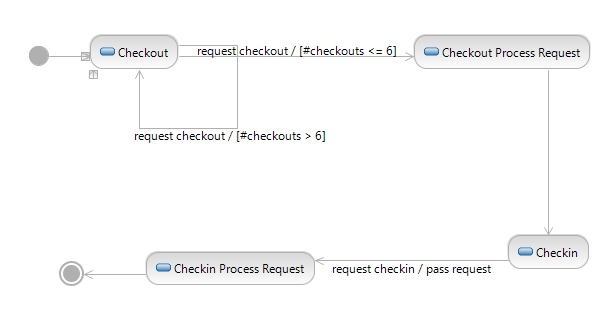 Checkout
request checkout / [#checkouts <= 6]
Checkout Process Request
request checkout / [#checkouts > 6]
Checkin
Checkin Process Request
request checkin / pass request